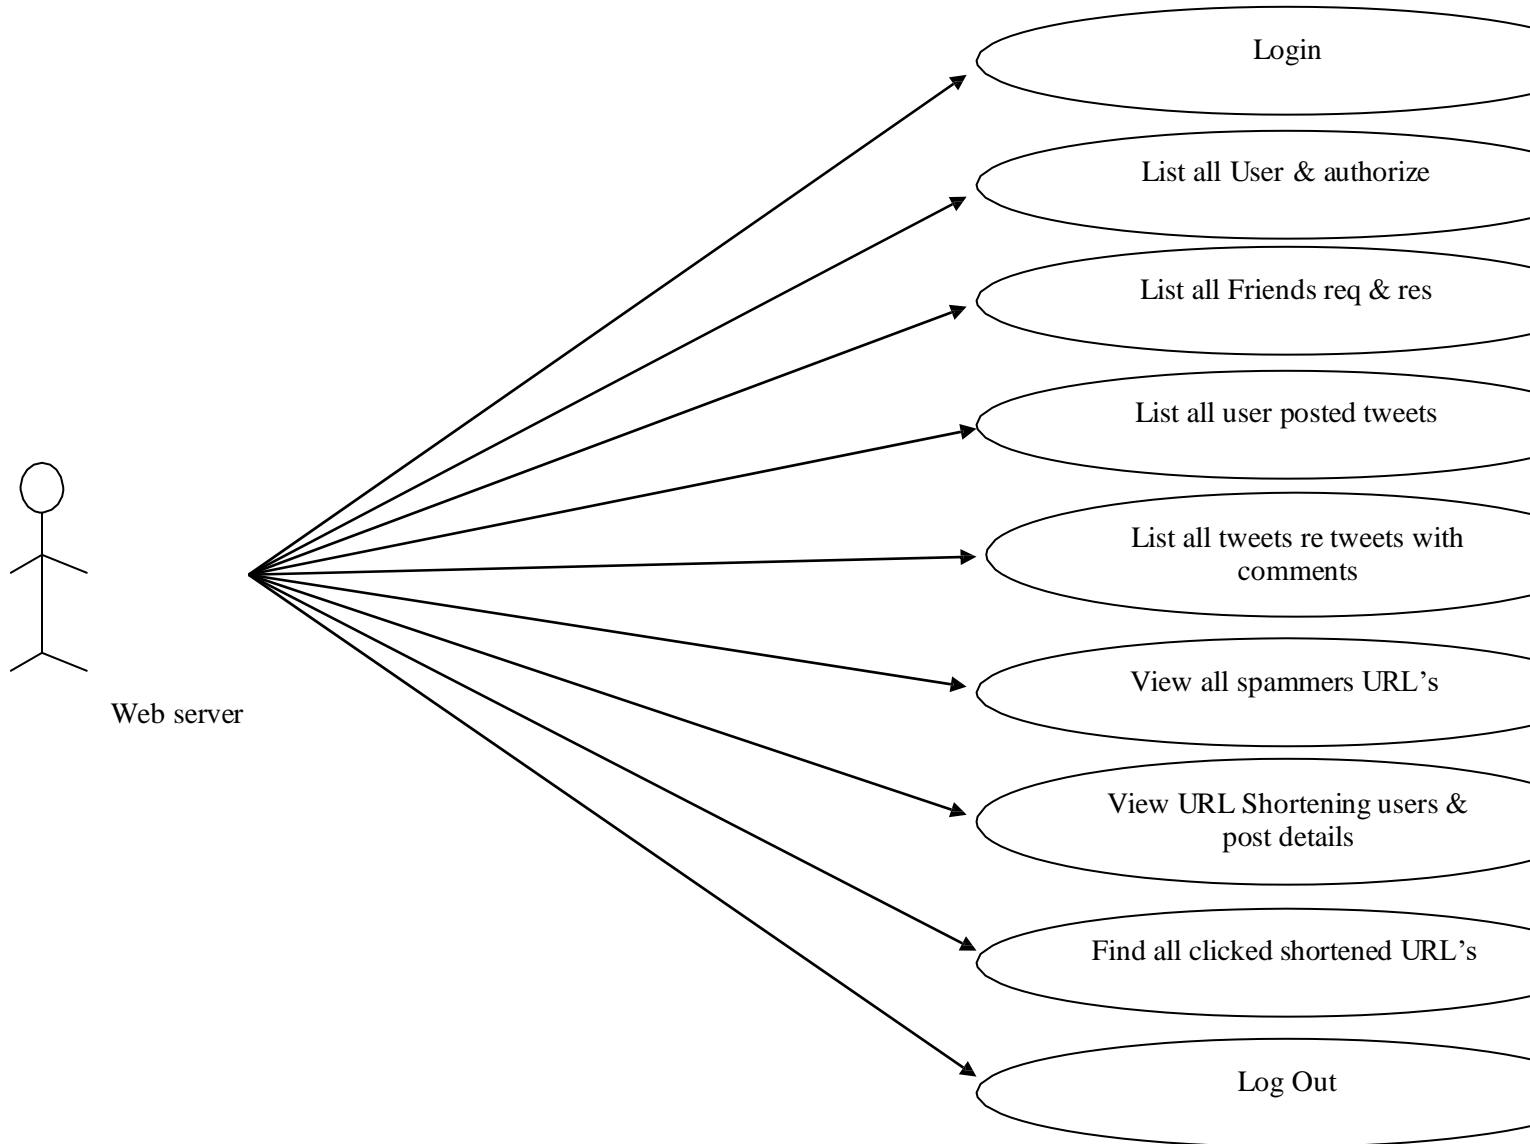 Login
List all User & authorize
List all Friends req & res
List all user posted tweets
List all tweets re tweets with
comments
View all spammers URL’s
Web server
View URL Shortening users &
post details
Find all clicked shortened URL’s
Log Out